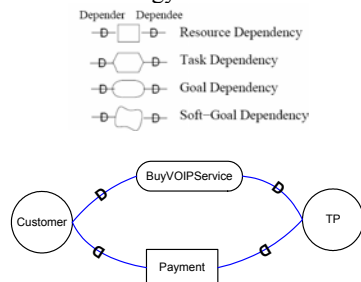 Depender Dependee
D D Resource Dependency
D D Task Dependency
D D Goal Dependency
D D Soft-Goal Dependency
BuyVOIPService
D D
Customer TP
D D
Payment